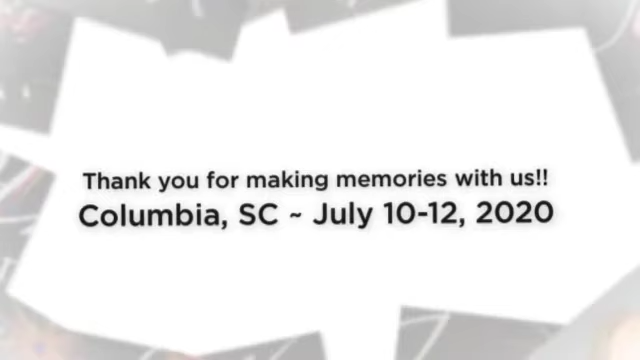 Thank you for making memories with us!!
Columbia, SC ~ July 10-12, 2020